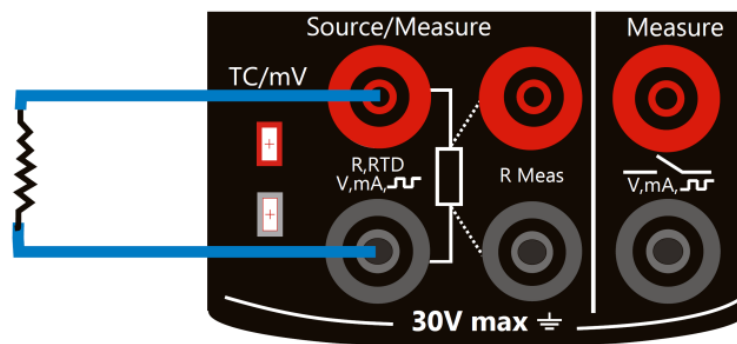 Source/Measure
Measure
TC/mV
R,RTD
V,mA,
R Meas
V,mA,
30V max